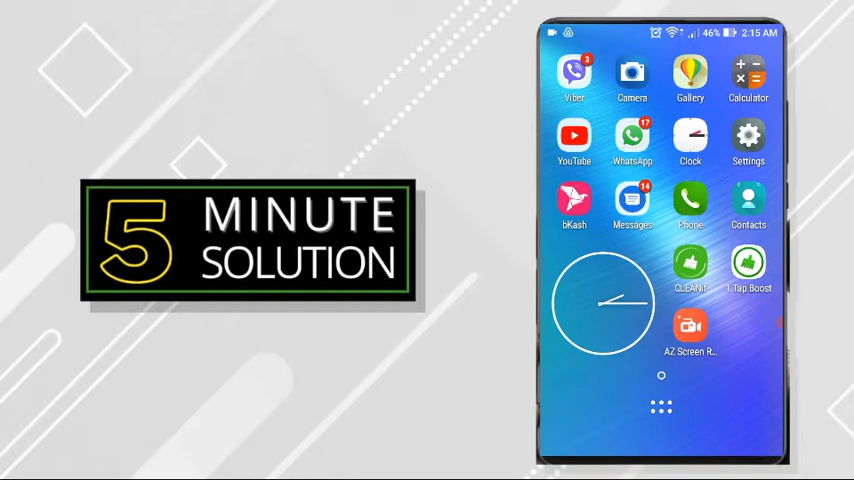 5 MINUTE
SOLUTION
46% 2:15 AM
3
Viber Camera Gallery Calculator
17
YouTube WhatsApp Clock Settings
14
bKash Messages Phone Contacts
CLEANit 1 Tap Boost
AZ Screen R...